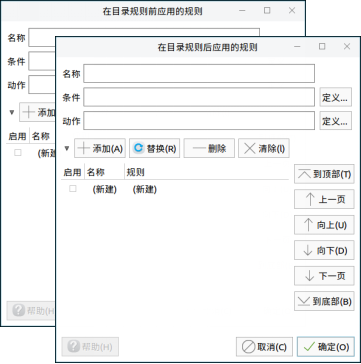 在目录规则前应用的规则
名称
条件
动作
添加
启用 名称
(新
帮助(H
在目录规则后应用的规则
名称
条件 定义...
动作 定义...
添加(A) 替换(R) 删除 清除(I)
启用 名称 规则
(新建) (新建)
到顶部(T)
上一页
向上(U)
向下(D)
下一页
到底部(B)
帮助(H) 取消(C) 确定(O)